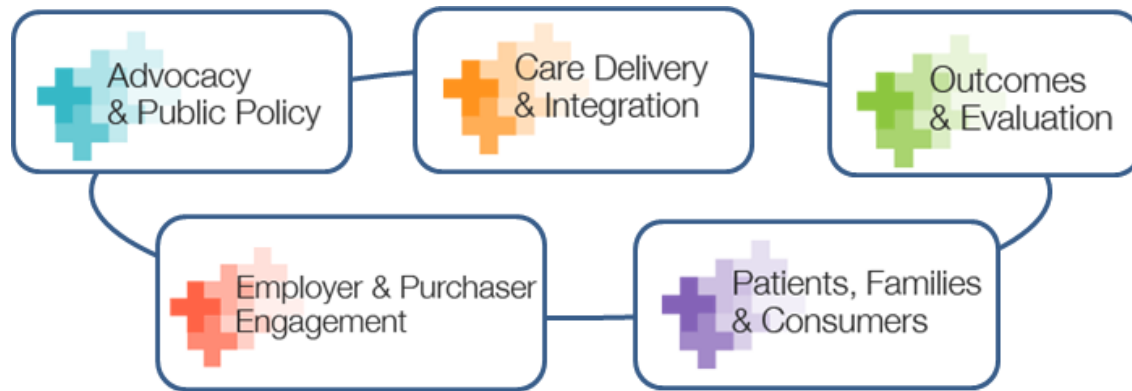 Advocacy
& Public Policy
Care Delivery
& Integration
Outcomes
& Evaluation
Employer & Purchaser
Engagement
Patients, Families
& Consumers